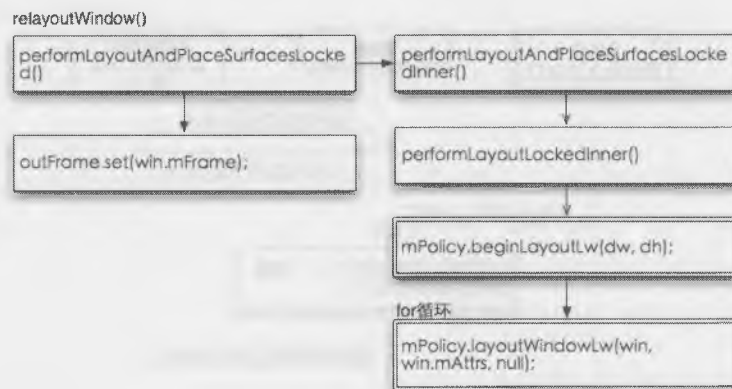 relayoutWindow()
performLayoutAndPlaceSurfacesLocke
d()
performLayoutAndPlaceSurfacesLocke
dInner()
outFrame.set(win.mFrame);
performLayoutLockedInner()
mPolicy.beginLayoutLw(dw, dh);
for循环
mPolicy.layoutWindowLw(win,
win.mAttrs, null);